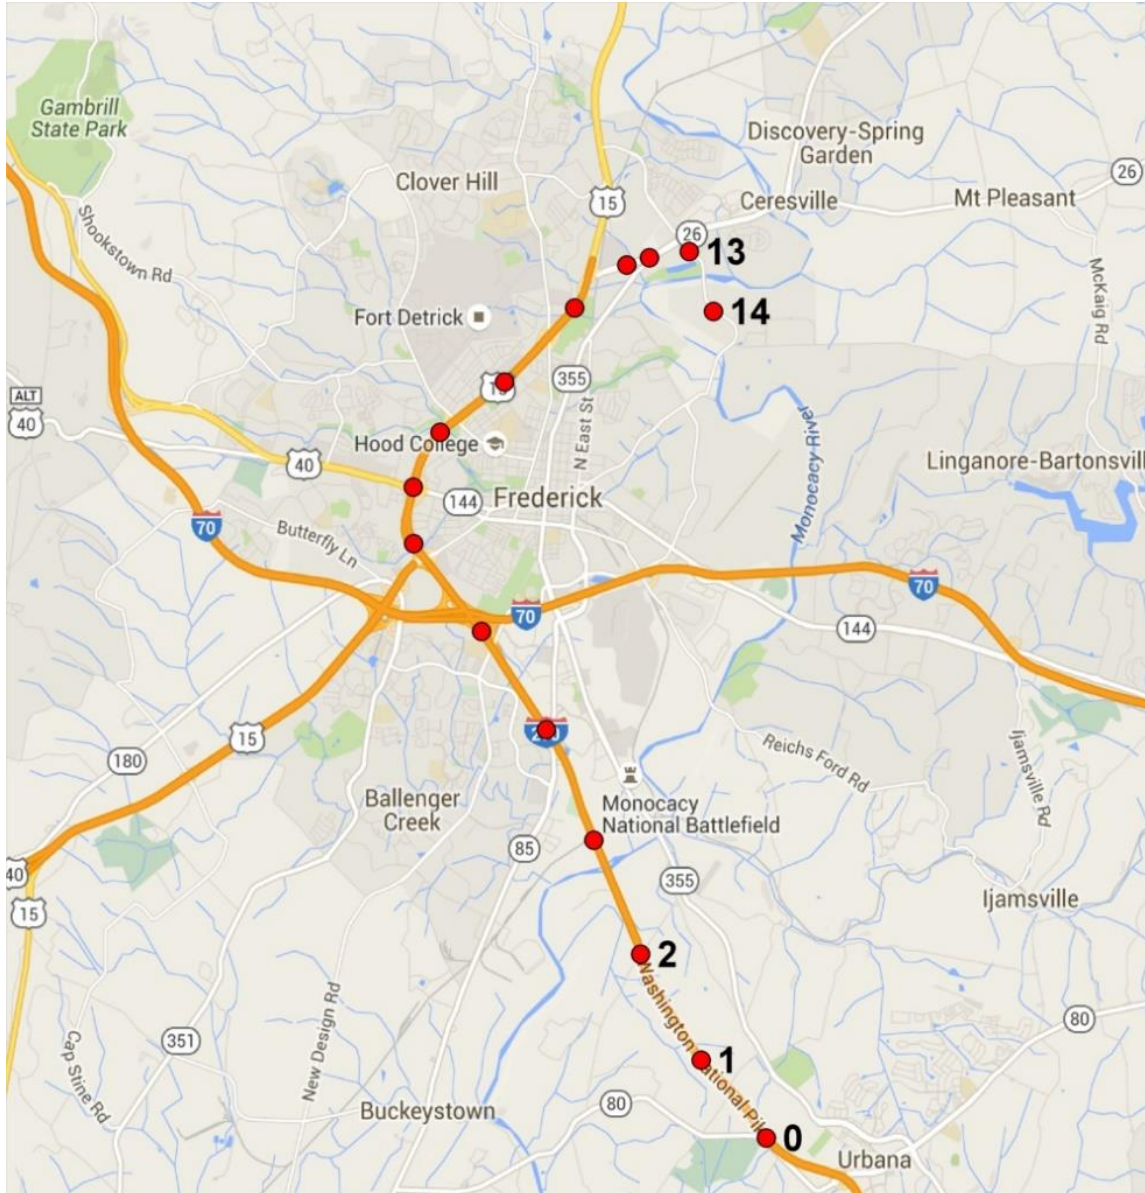 Gambrill
State Park
Discovery-Spring
Garden
Clover Hill
26
Mt Pleasant
15
Ceresville
Shookstown Rd
26
13
McKaig Rd
Fort Detrick
14
355
ALT
40
Monocacy River
N East St
Hood College
40
Linganore-Bartonsvill
144
Frederick
70
Butterfly Ln
70
70
144
15
180
Reichs Ford Rd
Ijamsville Rd
Ballenger
Creek
Monocacy
National Battlefield
85
355
40
15
Ijamsville
2
New Design Rd
80
351
Cap Stine Rd
1
80
Buckeystown
0
Urbana